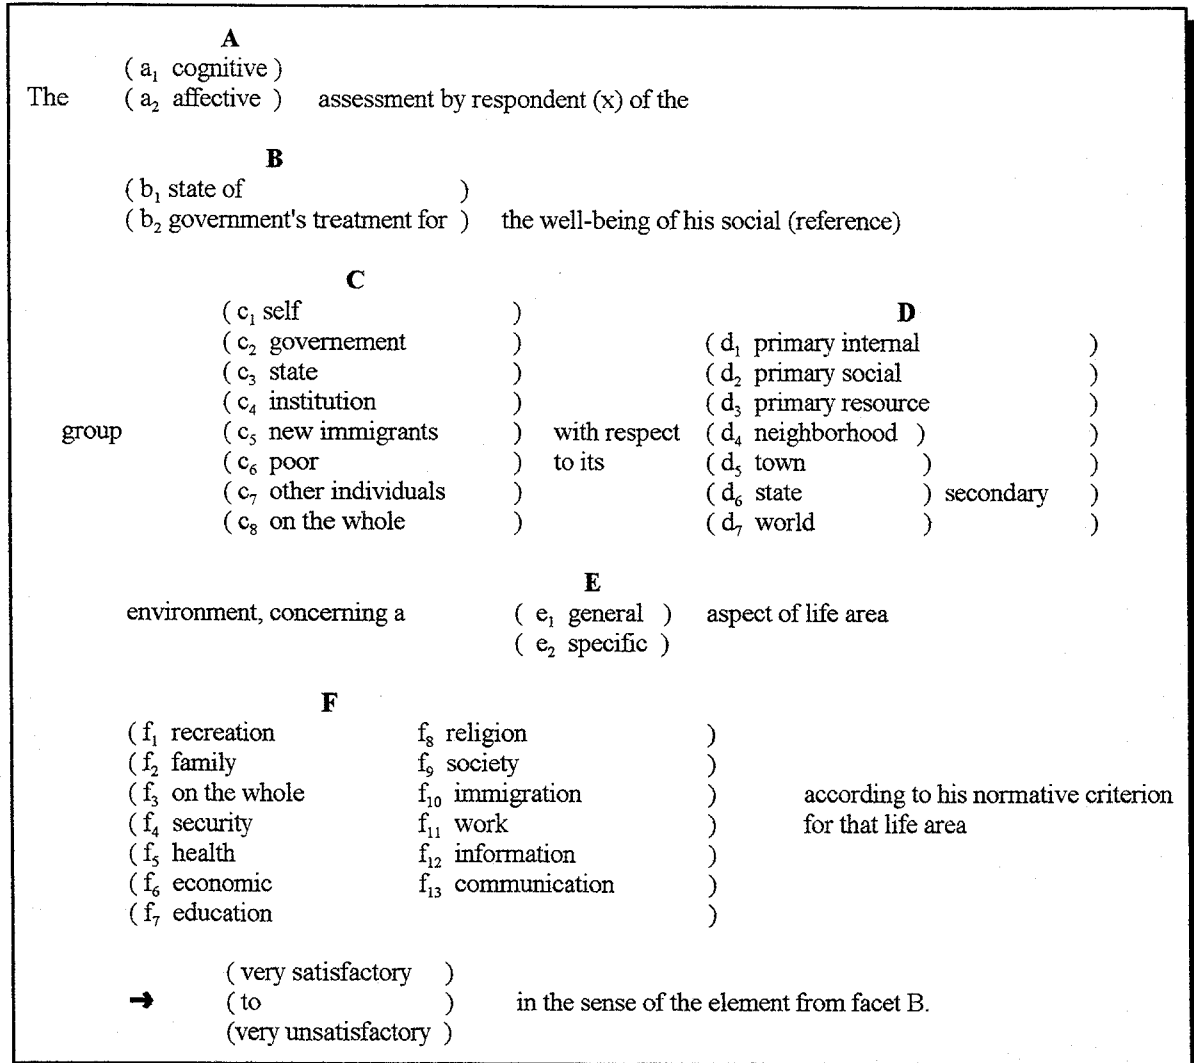 A
( a₁ cognitive )
The ( a₂ affective ) assessment by respondent (x) of the
B
( b₁ state of )
( b₂ government's treatment for ) the well-being of his social (reference)
C
( c₁ self ) D
( c₂ governement ) ( d₁ primary internal )
( c₃ state ) ( d₂ primary social )
( c₄ institution ) ( d₃ primary resource )
group ( c₅ new immigrants ) with respect ( d₄ neighborhood ) )
( c₆ poor ) to its ( d₅ town ) )
( c₇ other individuals ) ( d₆ state ) secondary )
( c₈ on the whole ) ( d₇ world ) )
E
environment, concerning a ( e₁ general ) aspect of life area
( e₂ specific )
F
( f₁ recreation f₈ religion )
( f₂ family f₉ society )
( f₃ on the whole f₁₀ immigration ) according to his normative criterion
( f₄ security f₁₁ work ) for that life area
( f₅ health f₁₂ information )
( f₆ economic f₁₃ communication )
( f₇ education )
( very satisfactory )
➔ ( to ) in the sense of the element from facet B.
(very unsatisfactory )